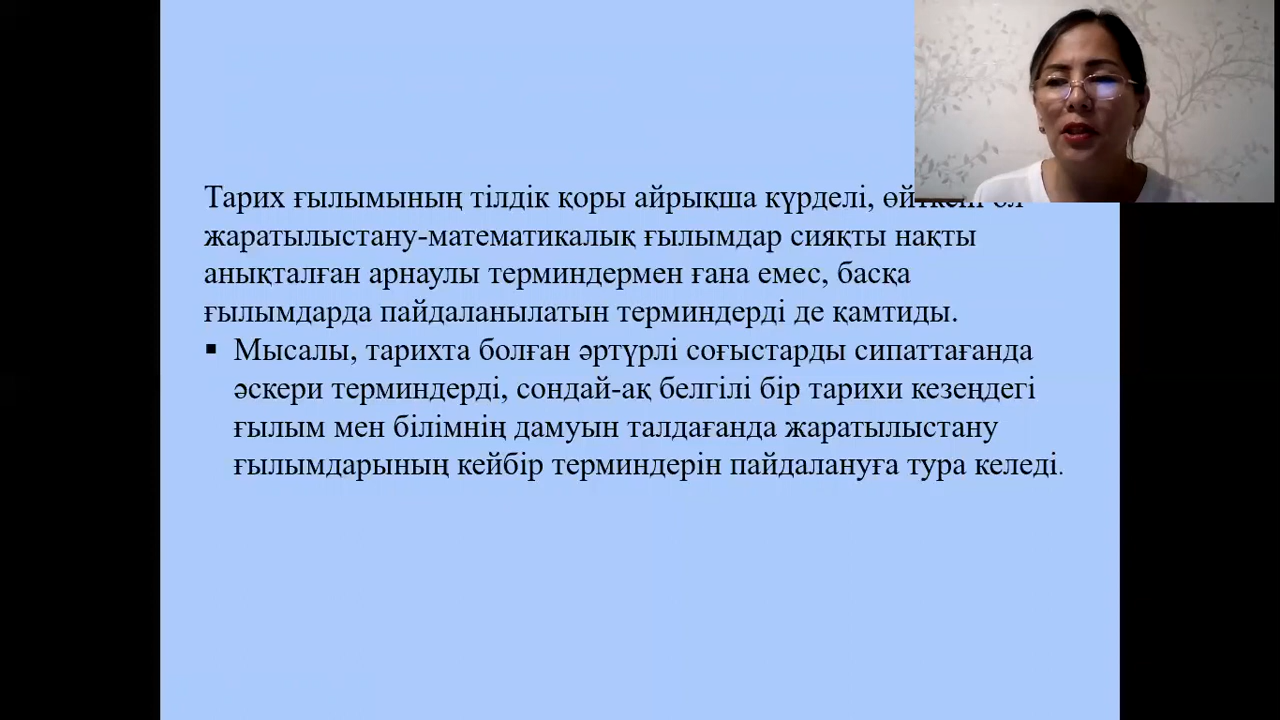 Тарих ғылымының тілдік қоры айрықша күрделі, өйткені ол
жаратылыстану-математикалық ғылымдар сияқты нақты
анықталған арнаулы терминдермен ғана емес, басқа
ғылымдарда пайдаланылатын терминдерді де қамтиды.
▪ Мысалы, тарихта болған әртүрлі соғыстарды сипаттағанда
әскери терминдерді, сондай-ақ белгілі бір тарихи кезеңдегі
ғылым мен білімнің дамуын талдағанда жаратылыстану
ғылымдарының кейбір терминдерін пайдалануға тура келеді.